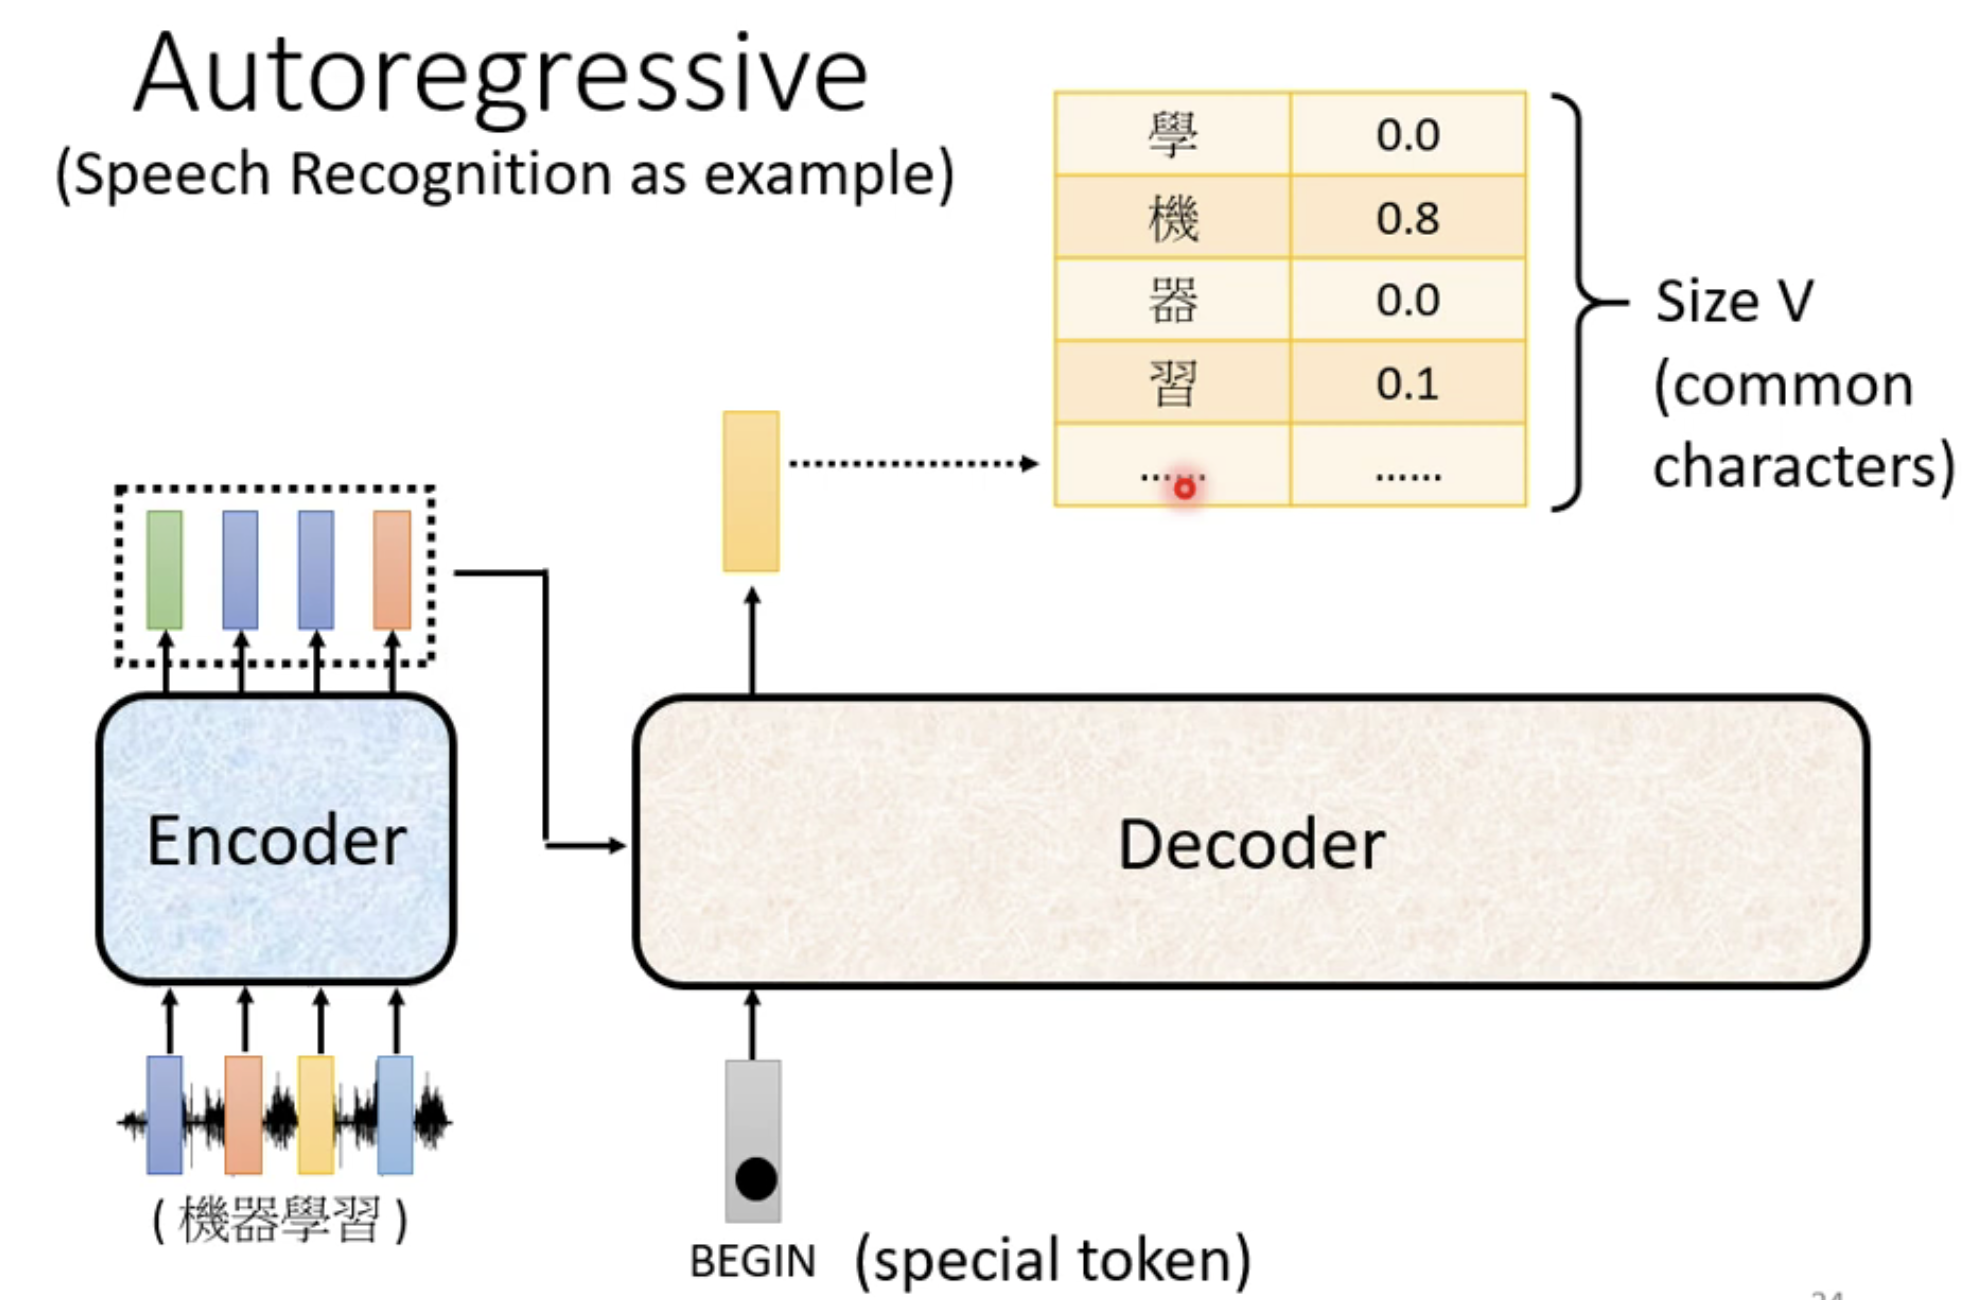 Autoregressive
(Speech Recognition as example)
學 0.0
機 0.8
器 0.0
習 0.1
...... ......
Size V
(common
characters)
Encoder
Decoder
( 機器學習 )
BEGIN (special token)